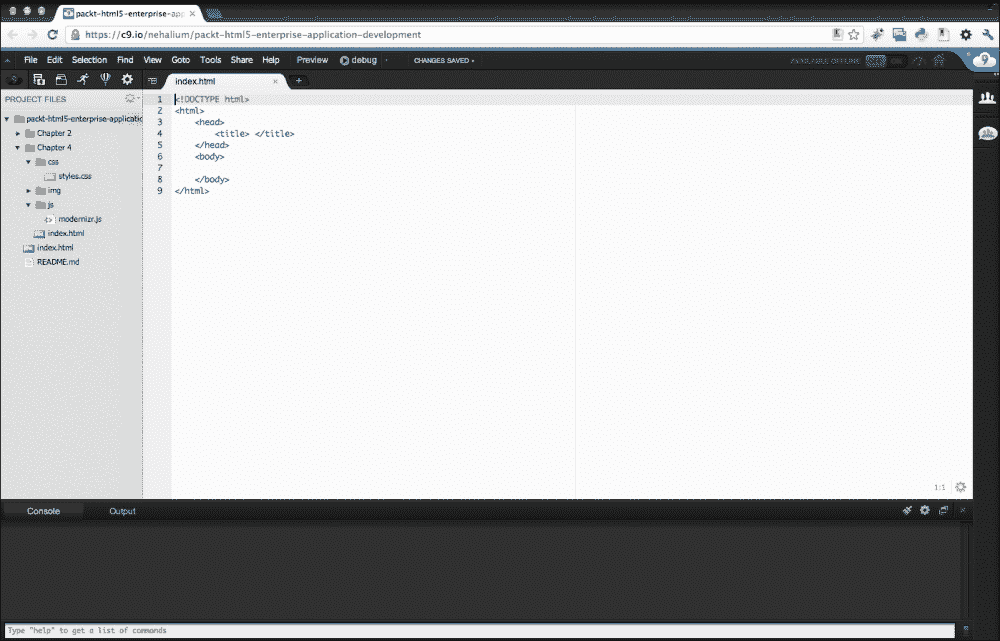 packt-html5-enterprise-app
https://c9.io/nehalium/packt-html5-enterprise-application-development
File Edit Selection Find View Goto Tools Share Help Preview debug CHANGES SAVED
AVAILABLE OFFLINE
index.html
PROJECT FILES
packt-html5-enterprise-applicatio
Chapter 2
Chapter 4
css
styles.css
img
js
modernizr.js
index.html
index.html
README.md
1 <!DOCTYPE html>
2 <html>
3 <head>
4 <title> </title>
5 </head>
6 <body>
7
8 </body>
9 </html>
1:1
Console Output
Type "help" to get a list of commands